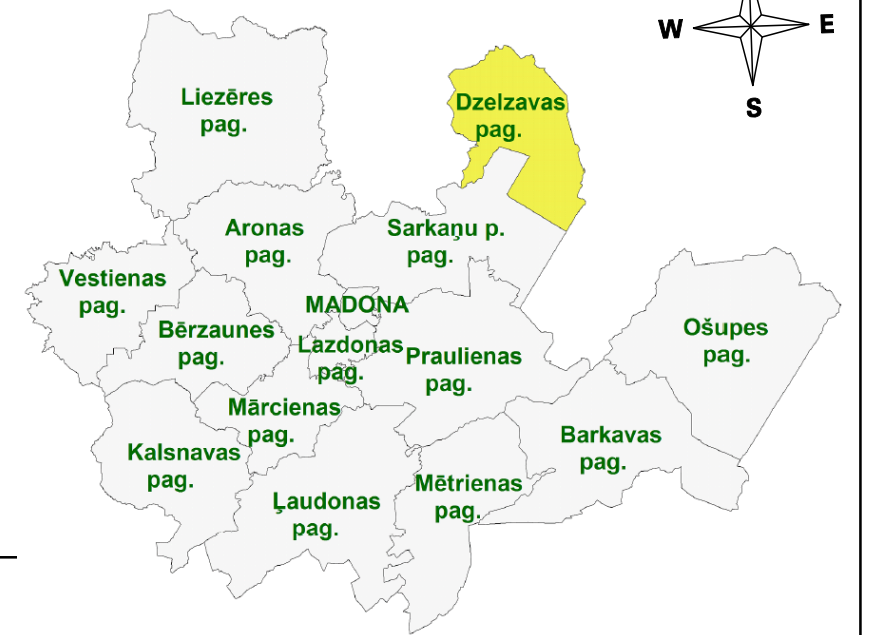 W
E
S
Liezēres
pag.
Dzelzavas
pag.
Aronas
pag.
Sarkaņu p.
pag.
Vestienas
pag.
MADONA
Bērzaunes
pag.
Lazdonas
pag.
Praulienas
pag.
Ošupes
pag.
Mārcienas
pag.
Kalsnavas
pag.
Barkavas
pag.
Mētrienas
pag.
Ļaudonas
pag.